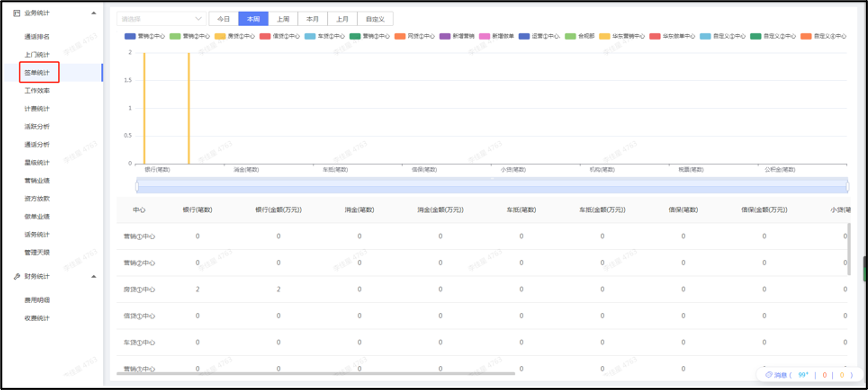 业务统计
通话排名
上门统计
签单统计
工作效率
计费统计
活跃分析
通话分析
星级统计
营销业绩
资方放款
做单业绩
话务统计
管理天眼
财务统计
费用明细
收费统计
请选择 今日 本周 上周 本月 上月 自定义
营销①中心 营销②中心 房贷①中心 信贷①中心 车贷①中心 营销①中心 网贷①中心 新增营销 新增做单 运营①中心 合规部 华东营销中心 华东做单中心 自定义①中心 自定义②中心 自定义④中心
2
1.5
1
0.5
0
银行(笔数) 消金(笔数) 车抵(笔数) 信保(笔数) 小贷(笔数) 机构(笔数) 税票(笔数) 公积金(笔数)
中心 银行(笔数) 银行(金额(万元)) 消金(笔数) 消金(金额(万元)) 车抵(笔数) 车抵(金额(万元)) 信保(笔数) 信保(金额(万元)) 小贷(笔
营销①中心 0 0 0 0 0 0 0 0 0
营销②中心 0 0 0 0 0 0 0 0 0
房贷①中心 2 2 0 0 0 0 0 0 0
信贷①中心 0 0 0 0 0 0 0 0 0
车贷①中心 0 0 0 0 0 0 0 0 0
营销①中心 0 0 0 0 0 0 0 0
消息 ( 99+ | 0 | 0 )